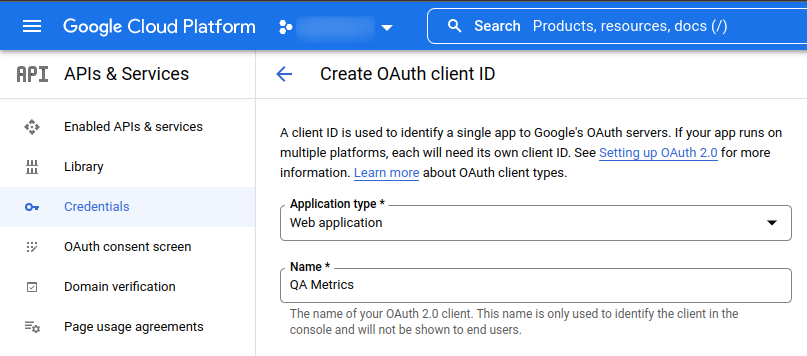 Google Cloud Platform
Search Products, resources, docs (/)
API APIs & Services
Create OAuth client ID
Enabled APIs & services
Library
Credentials
OAuth consent screen
Domain verification
Page usage agreements
A client ID is used to identify a single app to Google's OAuth servers. If your app runs on
multiple platforms, each will need its own client ID. See Setting up OAuth 2.0 for more
information. Learn more about OAuth client types.
Application type *
Web application
Name *
QA Metrics
The name of your OAuth 2.0 client. This name is only used to identify the client in the
console and will not be shown to end users.